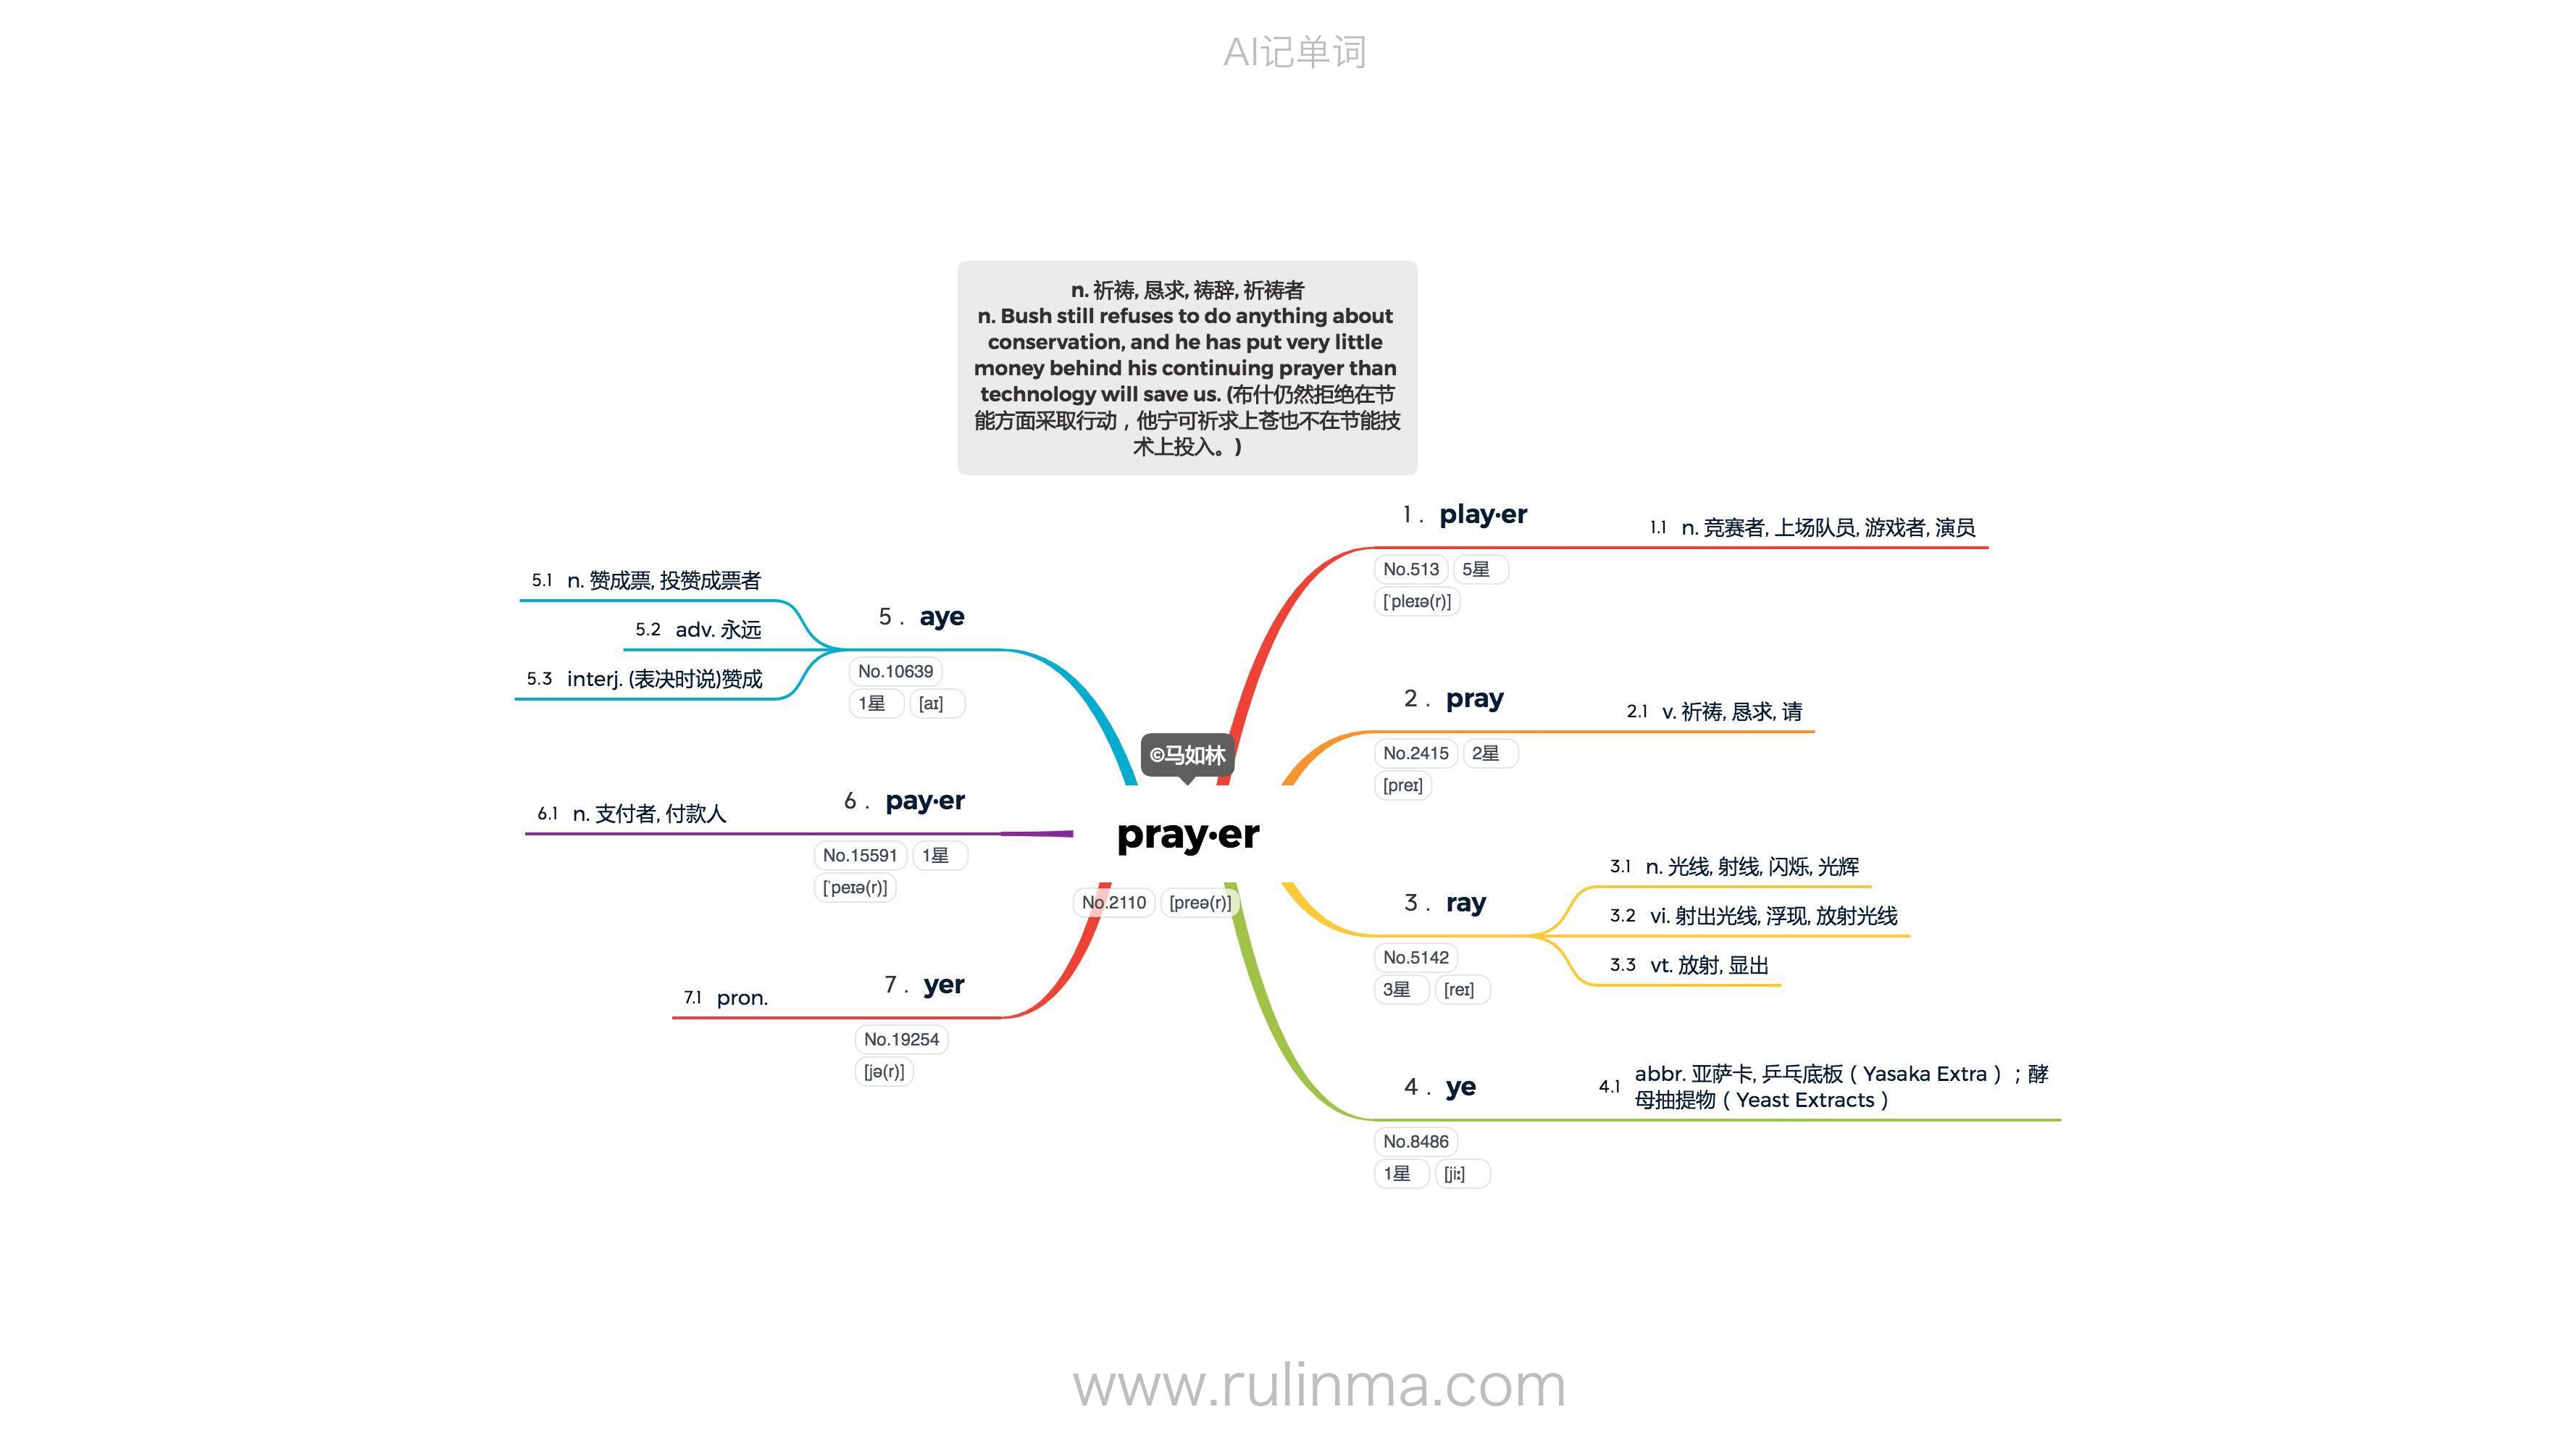 AI记单词
n. 祈祷, 恳求, 祷辞, 祈祷者
n. Bush still refuses to do anything about
conservation, and he has put very little
money behind his continuing prayer than
technology will save us. (布什仍然拒绝在节
能方面采取行动，他宁可祈求上苍也不在节能技
术上投入。)
©马如林
pray·er
No.2110 [preə(r)]
1. play·er
No.513 5星
[ˈpleɪə(r)]
1.1 n. 竞赛者, 上场队员, 游戏者, 演员
2. pray
No.2415 2星
[preɪ]
2.1 v. 祈祷, 恳求, 请
3. ray
No.5142
3星 [reɪ]
3.1 n. 光线, 射线, 闪烁, 光辉
3.2 vi. 射出光线, 浮现, 放射光线
3.3 vt. 放射, 显出
4. ye
No.8486
1星 [jiː]
4.1 abbr. 亚萨卡, 乒乓底板（Yasaka Extra）；酵
母抽提物（Yeast Extracts）
5. aye
No.10639
1星 [aɪ]
5.1 n. 赞成票, 投赞成票者
5.2 adv. 永远
5.3 interj. (表决时说)赞成
6. pay·er
No.15591 1星
[ˈpeɪə(r)]
6.1 n. 支付者, 付款人
7. yer
No.19254
[jə(r)]
7.1 pron.
www.rulinma.com